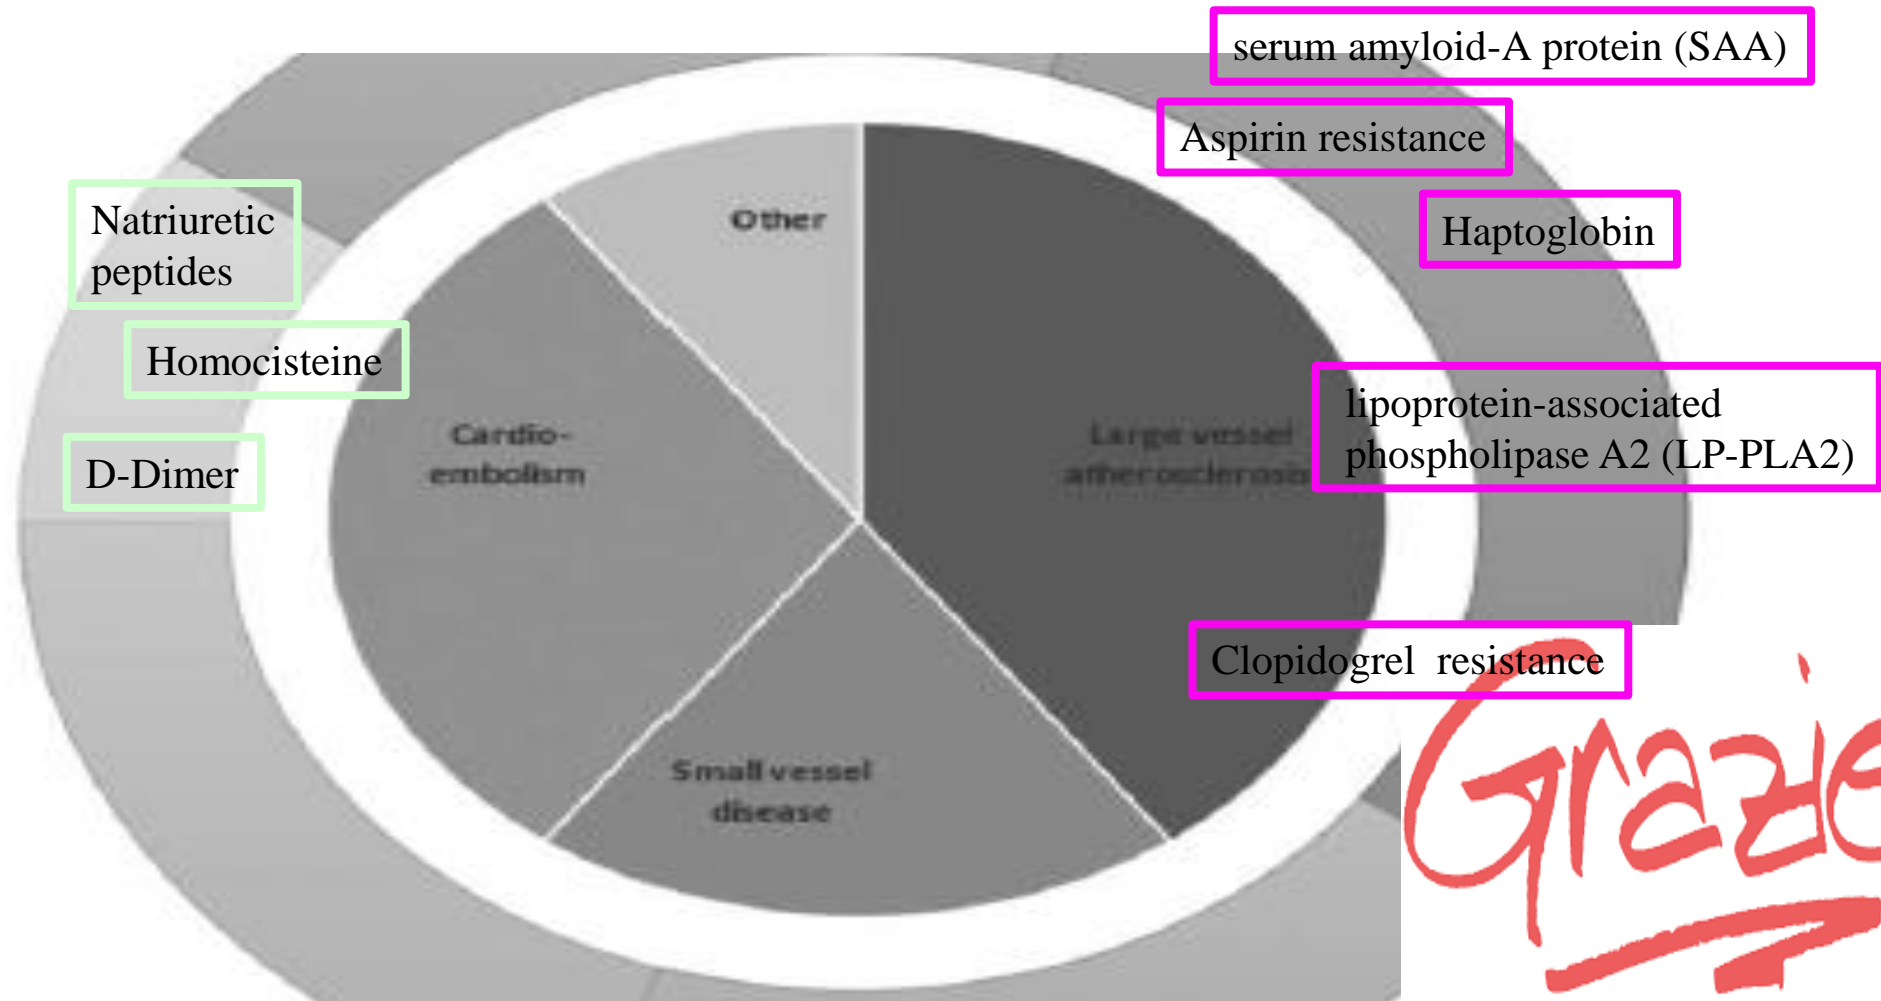 serum amyloid-A protein (SAA)
Aspirin resistance
Haptoglobin
Natriuretic
peptides
Other
Homocisteine
lipoprotein-associated
phospholipase A2 (LP-PLA2)
Cardio-
embolism
Large vessel
atherosclerosis
D-Dimer
Clopidogrel resistance
Small vessel
disease
Grazie